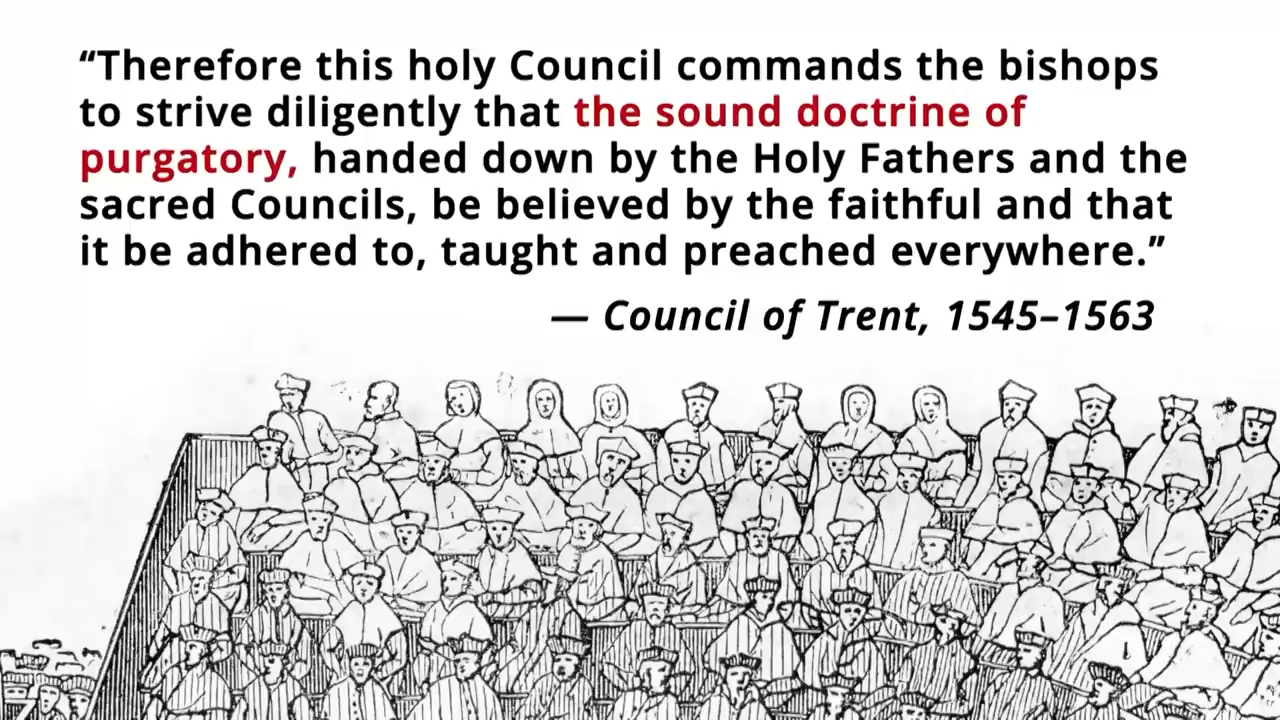 “Therefore this holy Council commands the bishops
to strive diligently that the sound doctrine of
purgatory, handed down by the Holy Fathers and the
sacred Councils, be believed by the faithful and that
it be adhered to, taught and preached everywhere.”
— Council of Trent, 1545–1563